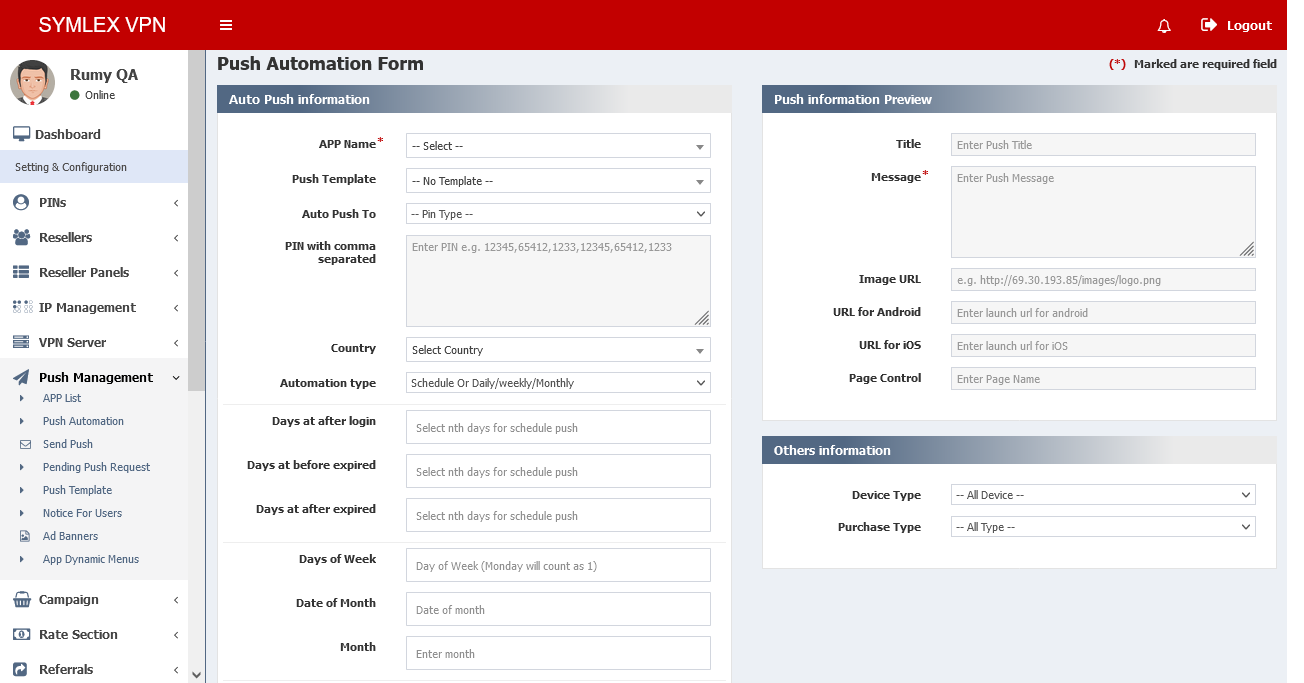 SYMLEX VPN
Logout
Rumy QA
Online
Dashboard
Setting & Configuration
PINs
Resellers
Reseller Panels
IP Management
VPN Server
Push Management
APP List
Push Automation
Send Push
Pending Push Request
Push Template
Notice For Users
Ad Banners
App Dynamic Menus
Campaign
Rate Section
Referrals
Push Automation Form
(*) Marked are required field
Auto Push information
APP Name*
-- Select --
Push Template
-- No Template --
Auto Push To
-- Pin Type --
PIN with comma
separated
Enter PIN e.g. 12345,65412,1233,12345,65412,1233
Country
Select Country
Automation type
Schedule Or Daily/weekly/Monthly
Days at after login
Select nth days for schedule push
Days at before expired
Select nth days for schedule push
Days at after expired
Select nth days for schedule push
Days of Week
Day of Week (Monday will count as 1)
Date of Month
Date of month
Month
Enter month
Push information Preview
Title
Enter Push Title
Message*
Enter Push Message
Image URL
e.g. http://69.30.193.85/images/logo.png
URL for Android
Enter launch url for android
URL for iOS
Enter launch url for iOS
Page Control
Enter Page Name
Others information
Device Type
-- All Device --
Purchase Type
-- All Type --